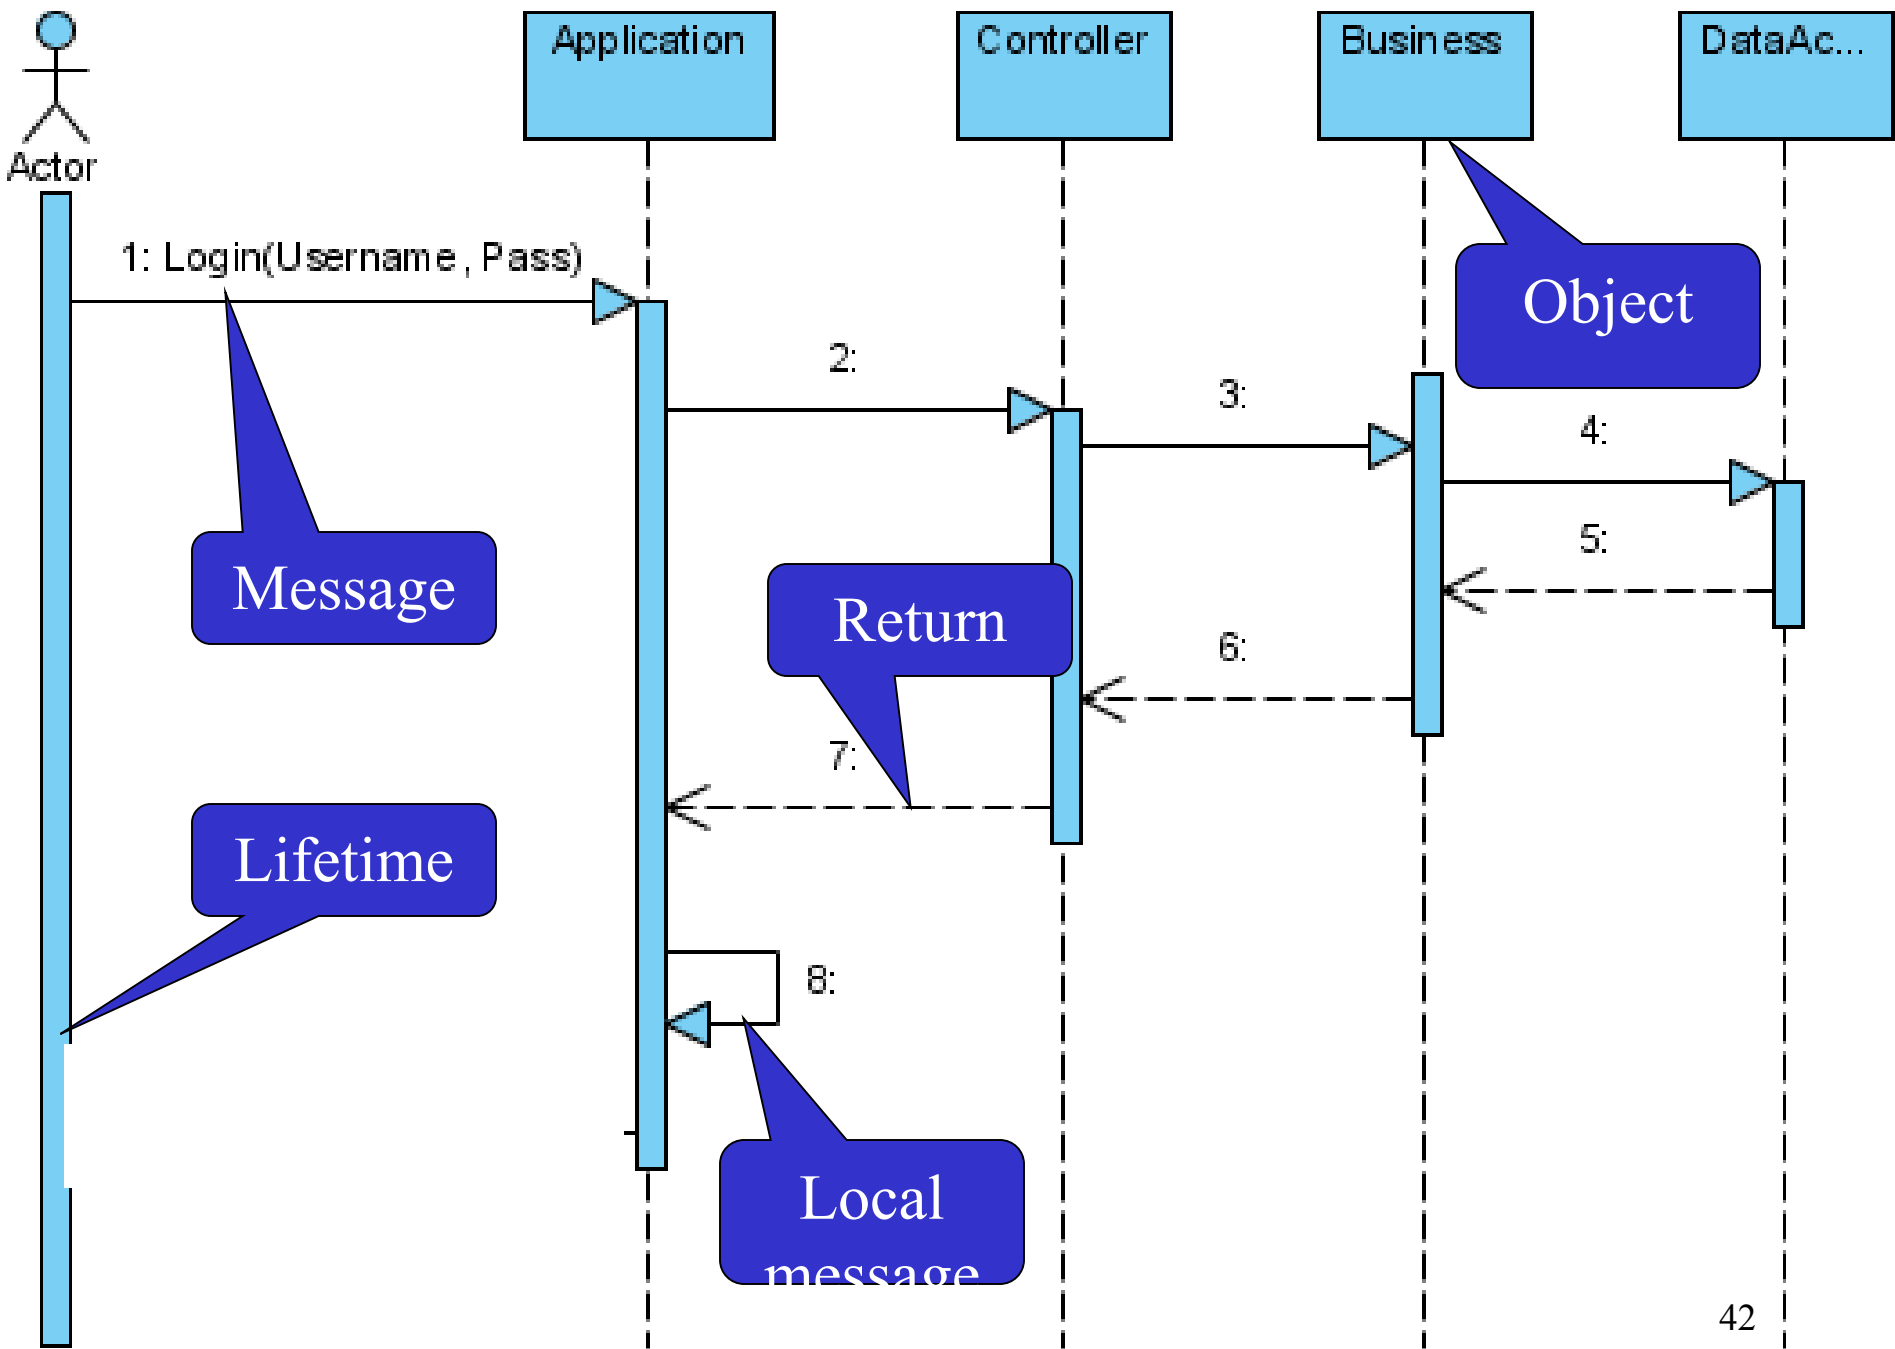 Application
Controller
Business
DataAc...
Actor
1: Login(Username, Pass)
Object
2:
3:
4:
5:
Message
Return
6:
7:
Lifetime
8:
Local
message
42